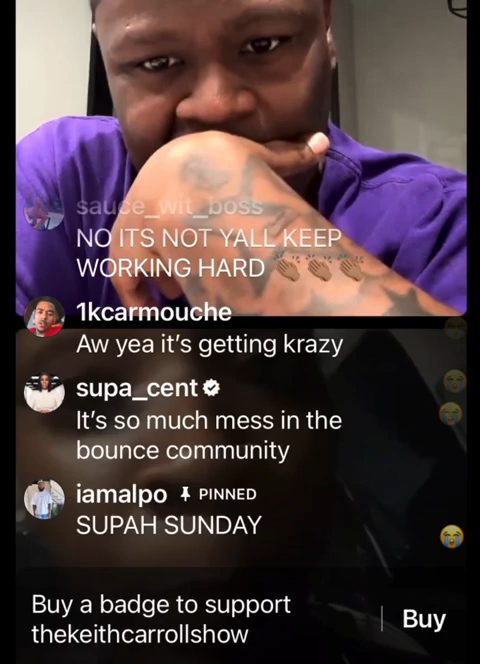 sauce_wit_boss
NO ITS NOT YALL KEEP
WORKING HARD 👏🏾👏🏾👏🏾
1kcarmouche
Aw yea it's getting krazy
supa_cent
It's so much mess in the
bounce community
iamalpo PINNED
SUPAH SUNDAY
Buy a badge to support
thekeithcarrollshow
Buy